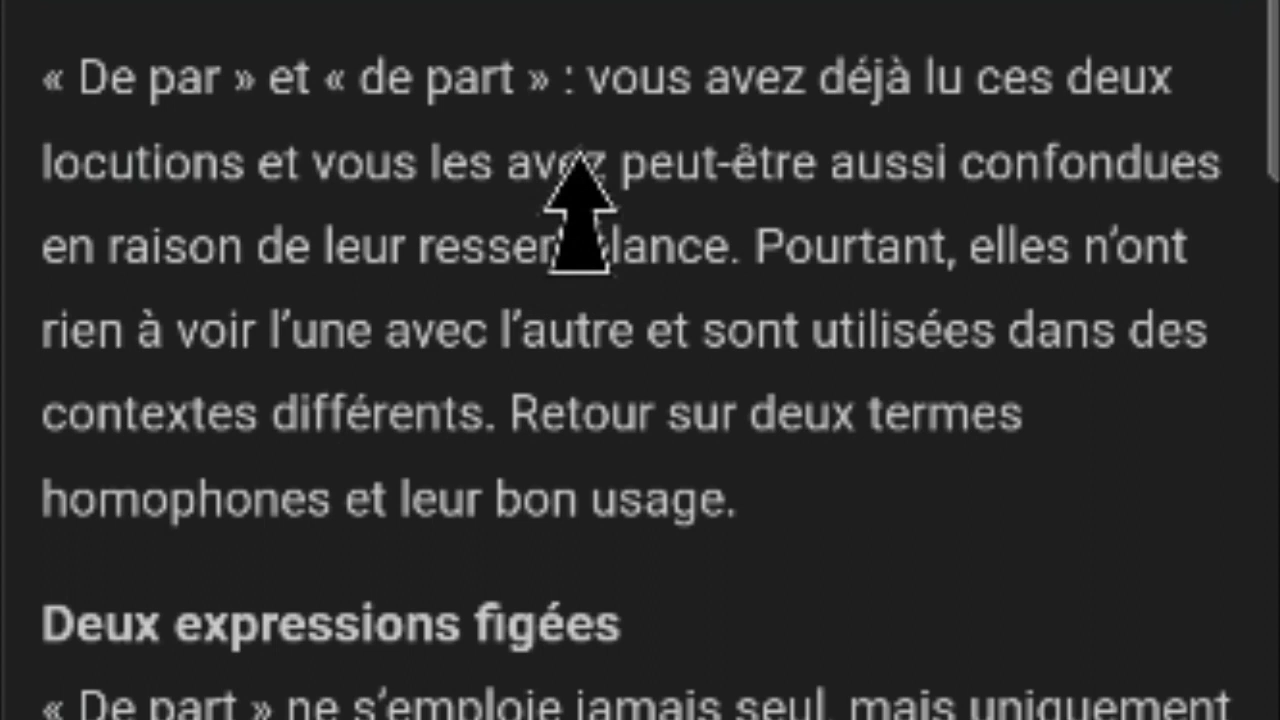 « De par » et « de part » : vous avez déjà lu ces deux
locutions et vous les avez peut-être aussi confondues
en raison de leur ressemblance. Pourtant, elles n’ont
rien à voir l’une avec l’autre et sont utilisées dans des
contextes différents. Retour sur deux termes
homophones et leur bon usage.
Deux expressions figées
« De part » ne s’emploie jamais seul, mais uniquement